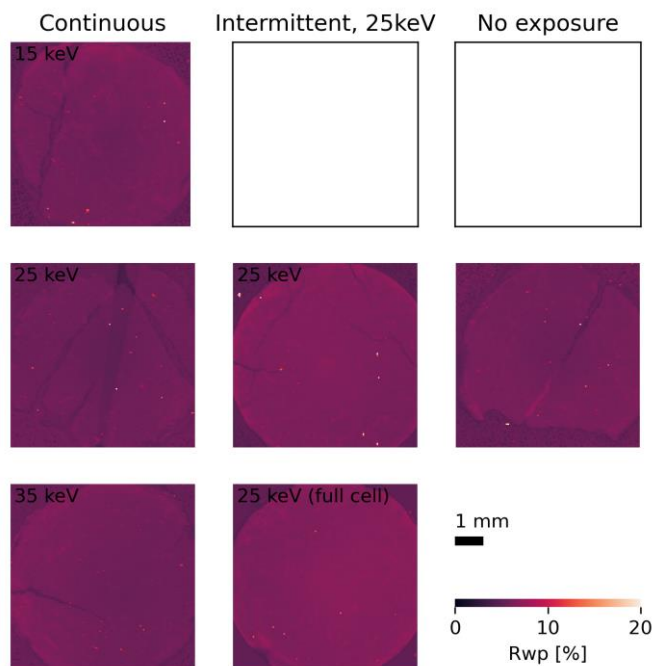 Continuous
Intermittent, 25keV
No exposure
15 keV
25 keV
25 keV
35 keV
25 keV (full cell)
1 mm
0
10
20
Rwp [%]